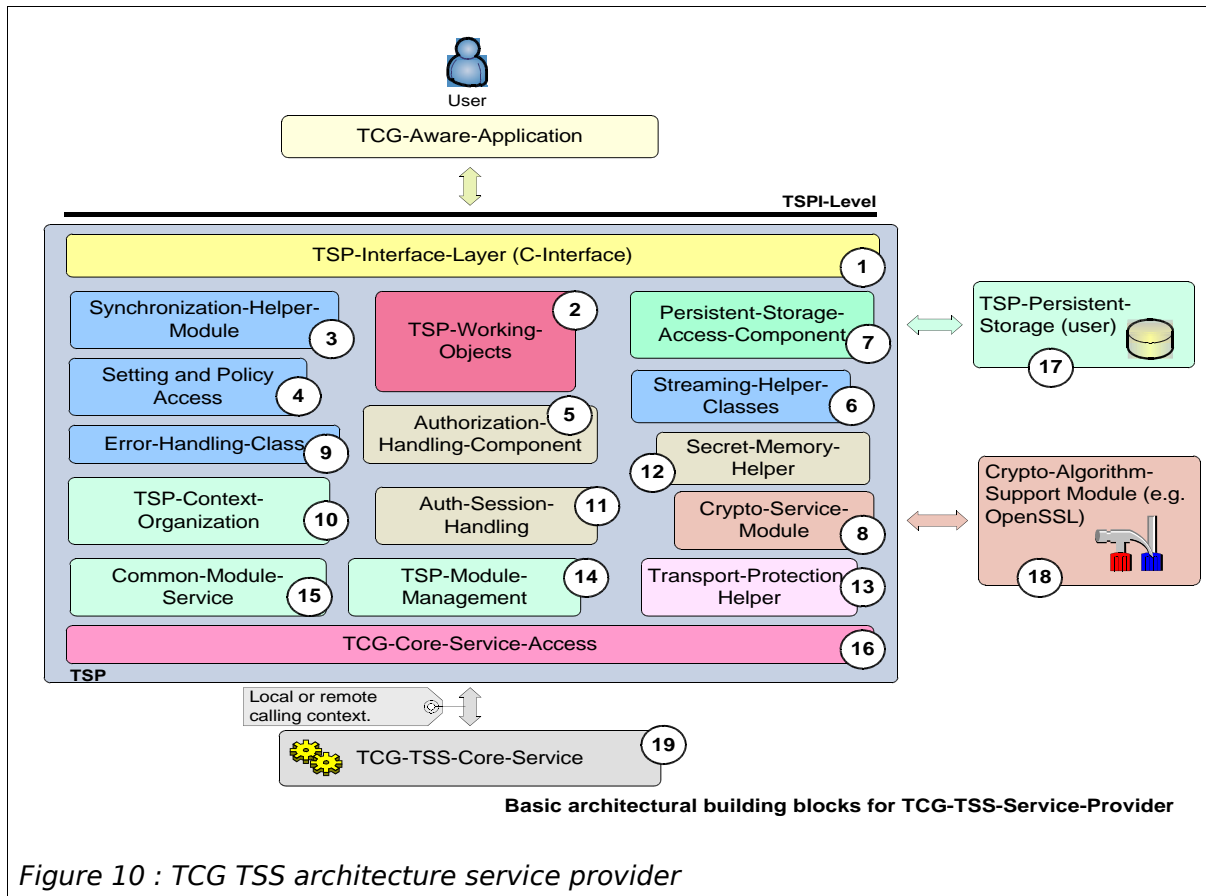 User
TCG-Aware-Application
TSPI-Level
TSP-Interface-Layer (C-Interface)
1
Synchronization-Helper-
Module
3
TSP-Working-
Objects
2
Persistent-Storage-
Access-Component
7
TSP-Persistent-
Storage (user)
17
Setting and Policy
Access
4
Authorization-
Handling-Component
5
Streaming-Helper-
Classes
6
Error-Handling-Class
9
Secret-Memory-
Helper
12
TSP-Context-
Organization
10
Auth-Session-
Handling
11
Crypto-Service-
Module
8
Crypto-Algorithm-
Support Module (e.g.
OpenSSL)
18
Common-Module-
Service
15
TSP-Module-
Management
14
Transport-Protection
Helper
13
TCG-Core-Service-Access
16
TSP
Local or remote
calling context.
TCG-TSS-Core-Service
19
Basic architectural building blocks for TCG-TSS-Service-Provider
Figure 10 : TCG TSS architecture service provider